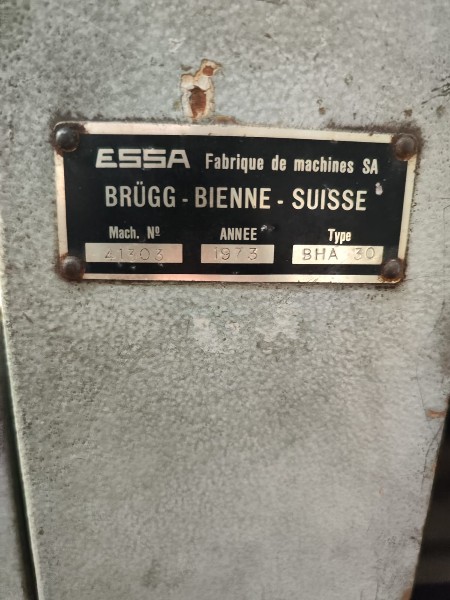 ESSA Fabrique de machines SA
BRÜGG - BIENNE - SUISSE
Mach. Nº ANNEE Type
41303 1973 BHA 30